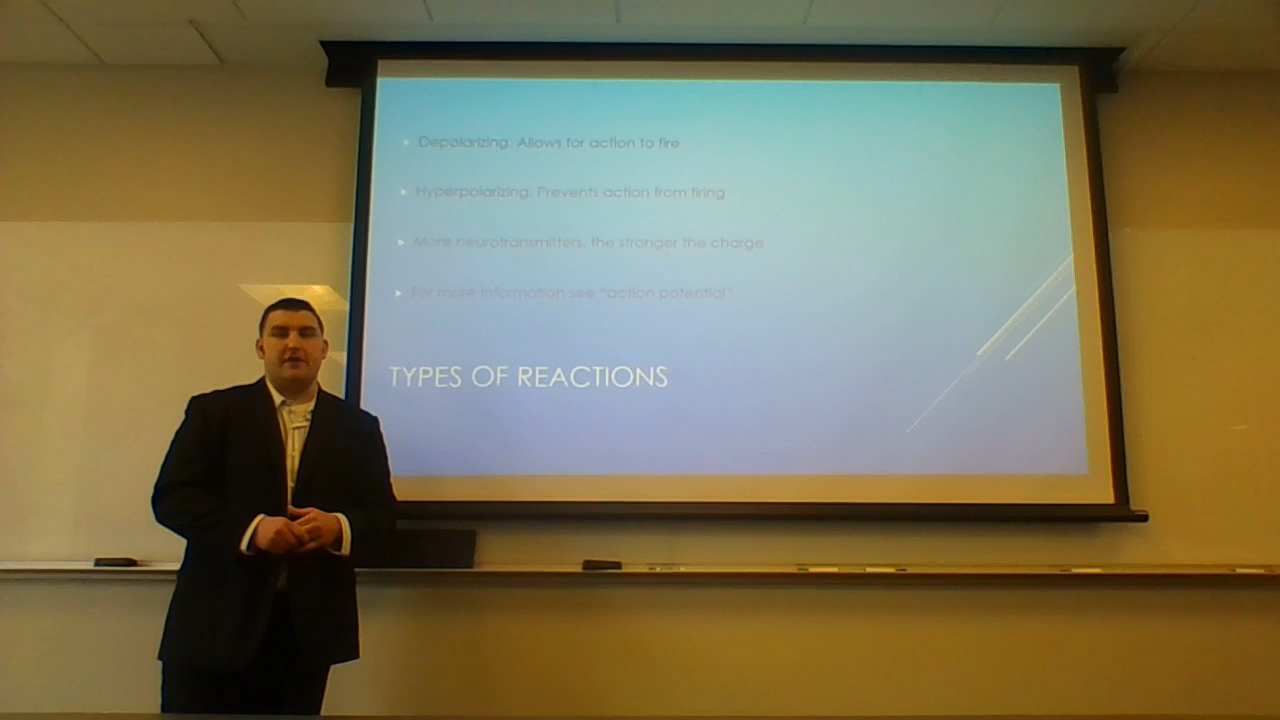 Depolarizing: Allows for action to fire
Hyperpolarizing: Prevents action from firing
More neurotransmitters, the stronger the charge
For more information see "action potential"
TYPES OF REACTIONS